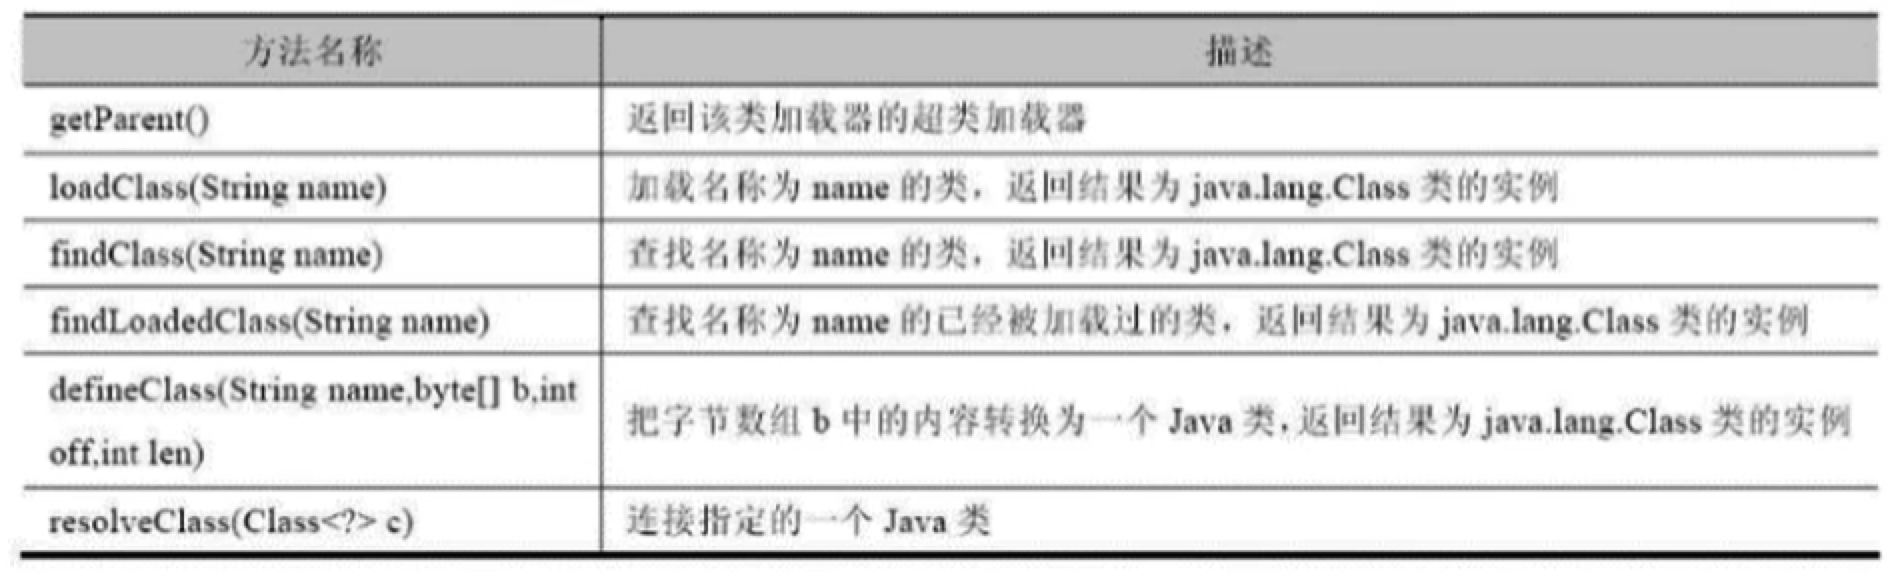 方法名称 描述
getParent() 返回该类加载器的超类加载器
loadClass(String name) 加载名称为 name 的类，返回结果为 java.lang.Class 类的实例
findClass(String name) 查找名称为 name 的类，返回结果为 java.lang.Class 类的实例
findLoadedClass(String name) 查找名称为 name 的已经被加载过的类，返回结果为 java.lang.Class 类的实例
defineClass(String name,byte[] b,int
off,int len) 把字节数组 b 中的内容转换为一个 Java 类，返回结果为 java.lang.Class 类的实例
resolveClass(Class<?> c) 连接指定的一个 Java 类